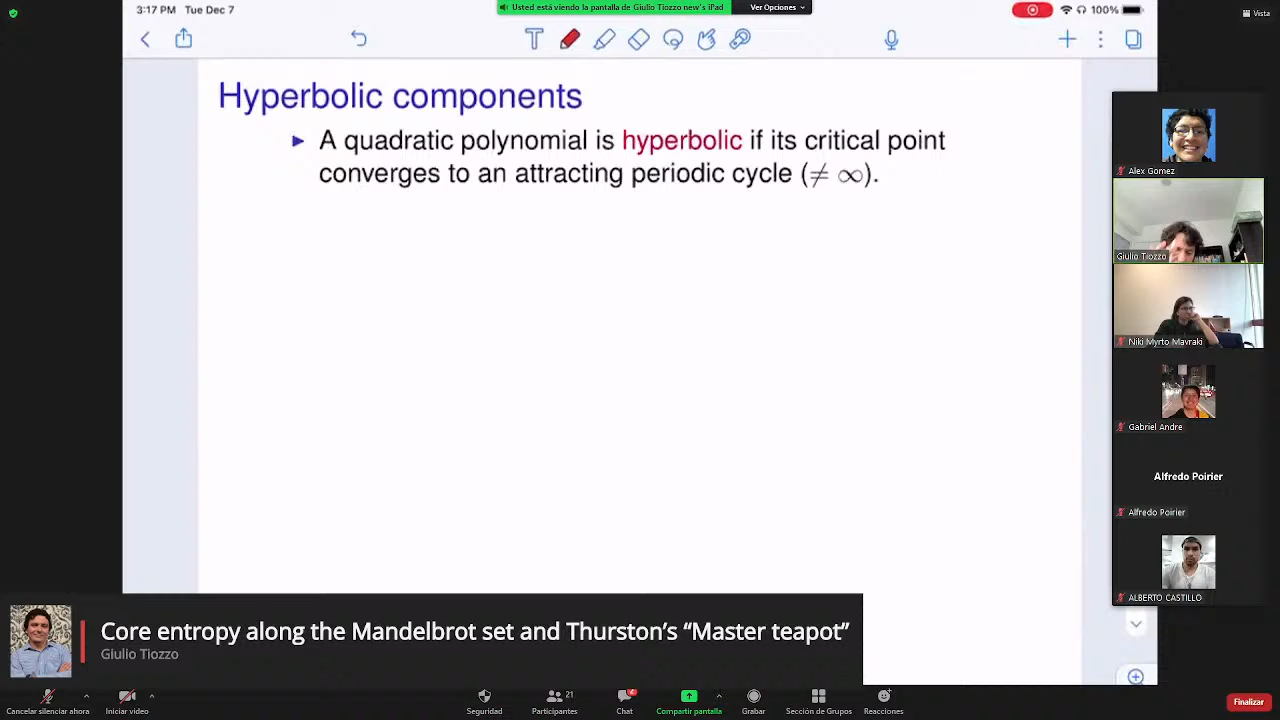 3:17 PM Tue Dec 7
Usted está viendo la pantalla de Giulio Tiozzo new's iPad
Ver Opciones
100%
Vista
Hyperbolic components
A quadratic polynomial is hyperbolic if its critical point
converges to an attracting periodic cycle (≠ ∞).
Alex Gomez
Giulio Tiozzo
Niki Myrto Mavraki
Gabriel Andre
Alfredo Poirier
Alfredo Poirier
ALBERTO CASTILLO
Core entropy along the Mandelbrot set and Thurston's “Master teapot”
Giulio Tiozzo
Cancelar silenciar ahora
Iniciar video
Seguridad
21
Participantes
2
Chat
Compartir pantalla
Grabar
Sección de Grupos
Reacciones
Finalizar